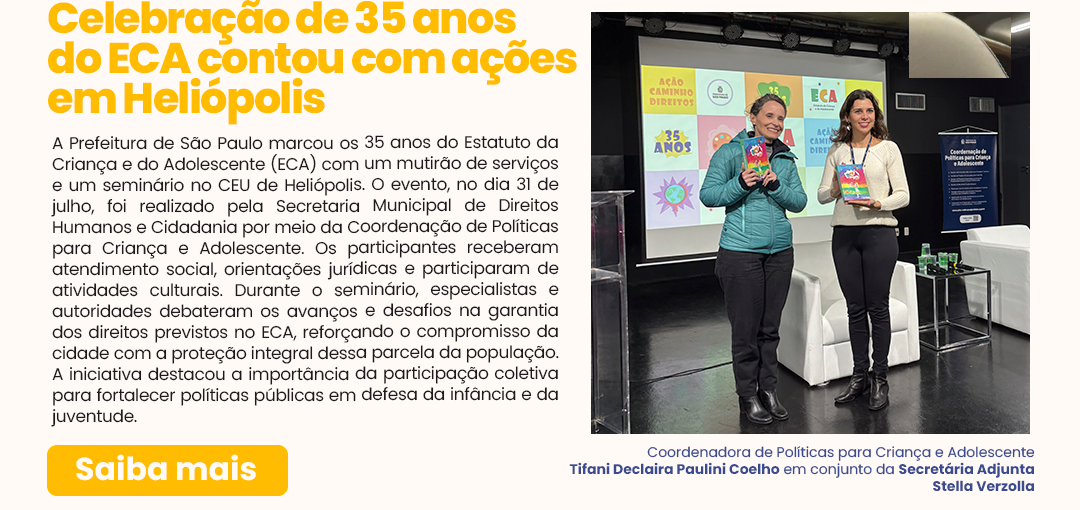 Celebração de 35 anos
do ECA contou com ações
em Heliópolis
A Prefeitura de São Paulo marcou os 35 anos do Estatuto da
Criança e do Adolescente (ECA) com um mutirão de serviços
e um seminário no CEU de Heliópolis. O evento, no dia 31 de
julho, foi realizado pela Secretaria Municipal de Direitos
Humanos e Cidadania por meio da Coordenação de Políticas
para Criança e Adolescente. Os participantes receberam
atendimento social, orientações jurídicas e participaram de
atividades culturais. Durante o seminário, especialistas e
autoridades debateram os avanços e desafios na garantia
dos direitos previstos no ECA, reforçando o compromisso da
cidade com a proteção integral dessa parcela da população.
A iniciativa destacou a importância da participação coletiva
para fortalecer políticas públicas em defesa da infância e da
juventude.
Saiba mais
AÇÃO
CAMINHO
DIREITOS
SÃO PAULO
35
ECA
35
ANOS
AÇÃO
CAMINHO
DIREITOS
ECA
Coordenação de
Políticas para Criança
e Adolescente
Coordenadora de Políticas para Criança e Adolescente
Tifani Declaira Paulini Coelho em conjunto da Secretária Adjunta
Stella Verzolla